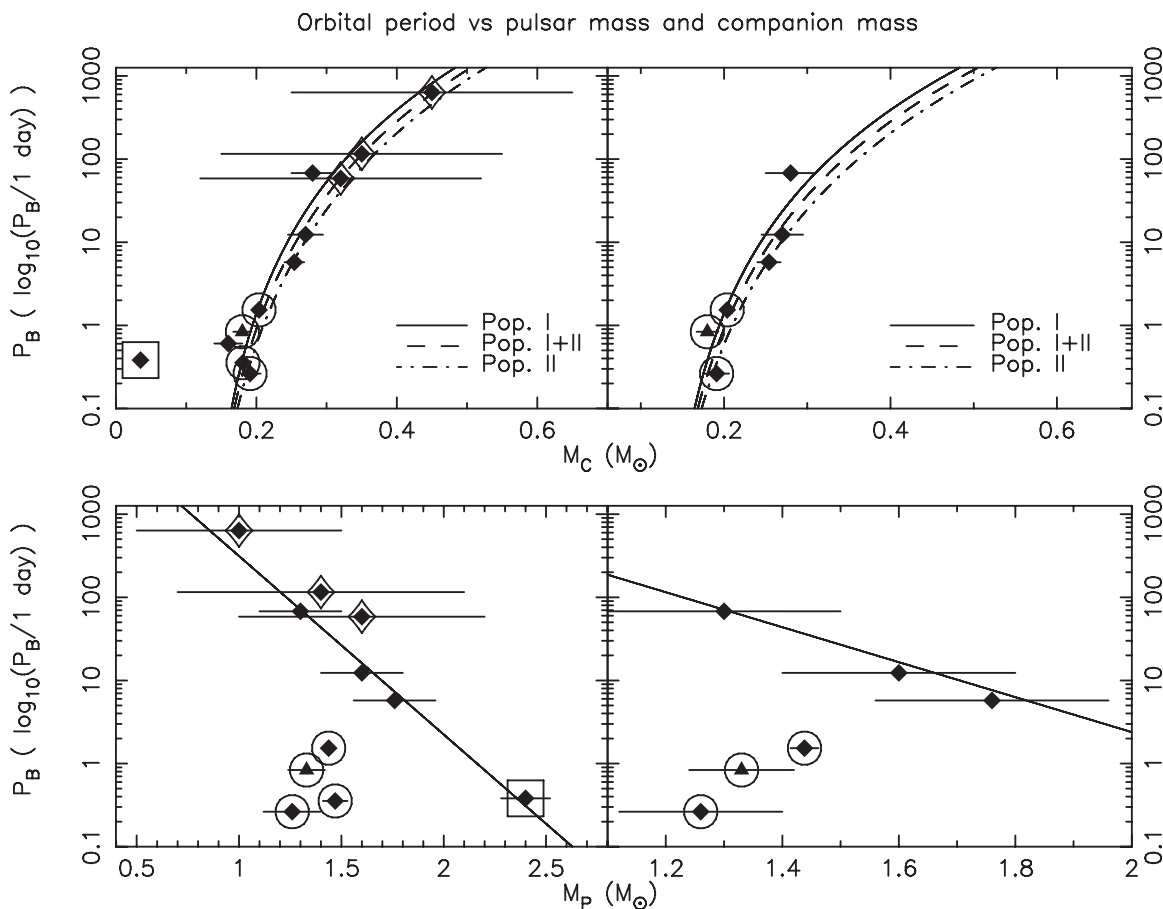 Orbital period vs pulsar mass and companion mass
P_B ( log_10(P_B/1 day) )
1000 1000
100 100
10 10
1 1
0.1 0.1
Pop. I Pop. I
Pop. I+II Pop. I+II
Pop. II Pop. II
0 0.2 0.4 0.6 0.2 0.4 0.6
M_C (M_⊙)
P_B ( log_10(P_B/1 day) )
1000 1000
100 100
10 10
1 1
0.1 0.1
0.5 1 1.5 2 2.5 1.2 1.4 1.6 1.8 2
M_P (M_⊙)